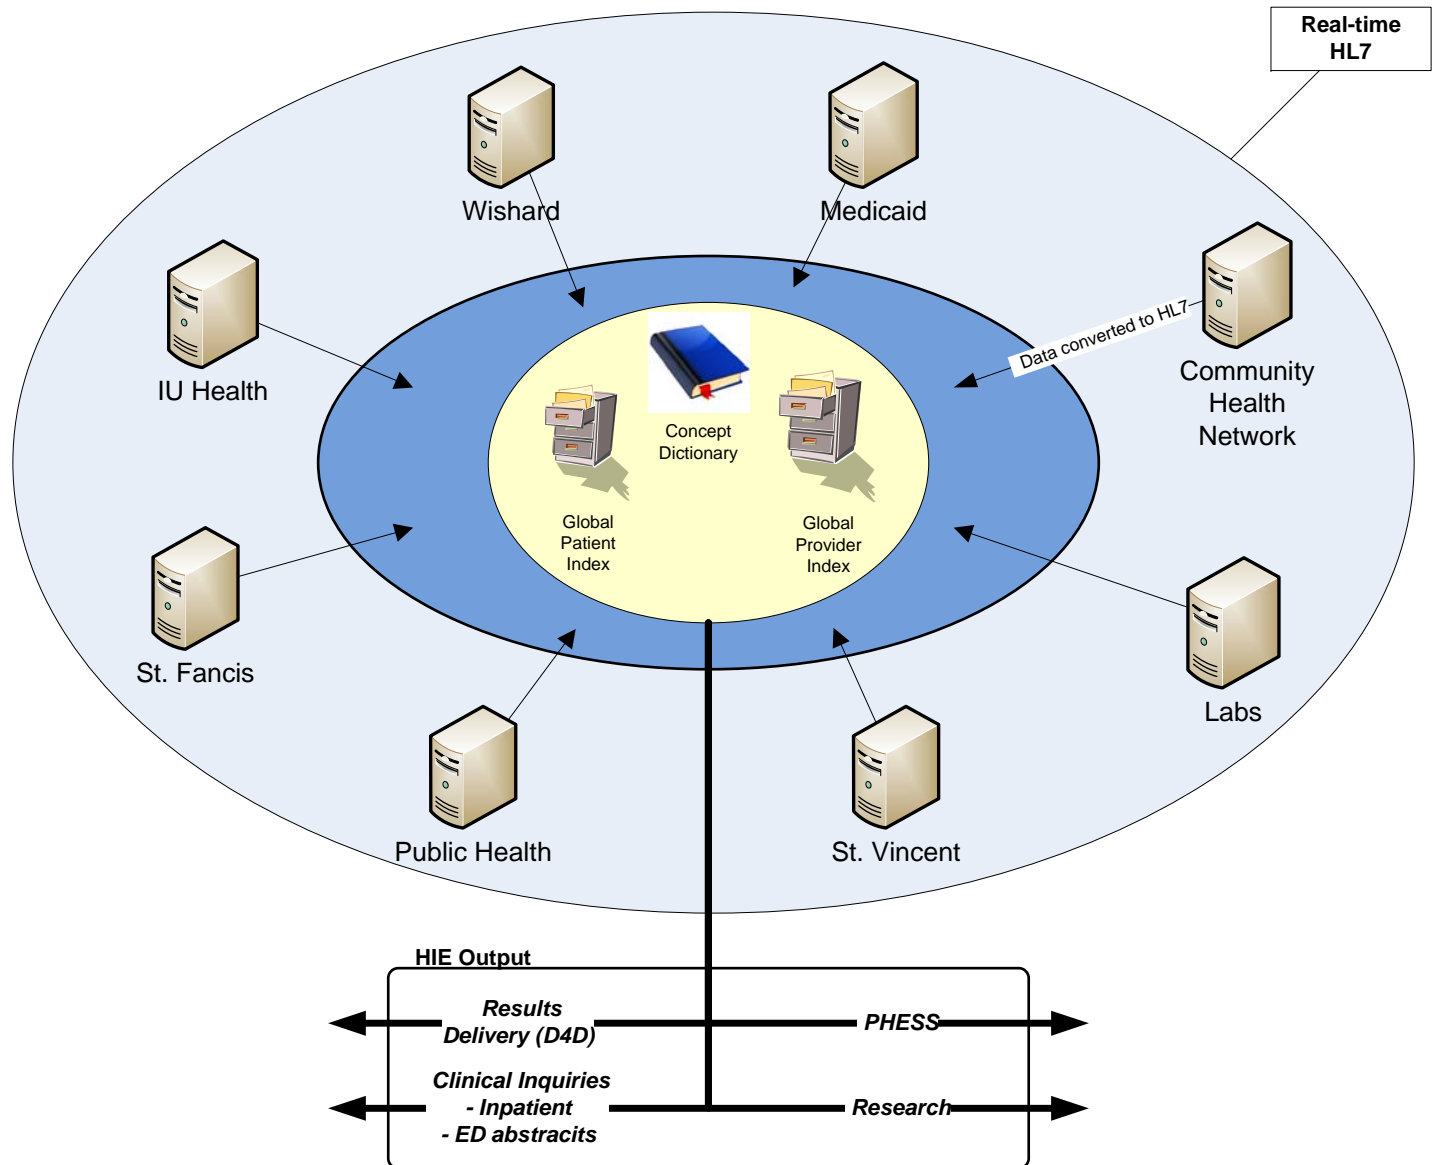 Real-time
HL7
Wishard
Medicaid
IU Health
Data converted to HL7
Community
Health
Network
Concept
Dictionary
Global
Patient
Index
Global
Provider
Index
St. Fancis
Labs
Public Health
St. Vincent
HIE Output
Results
Delivery (D4D)
PHESS
Clinical Inquiries
- Inpatient
- ED abstracits
Research